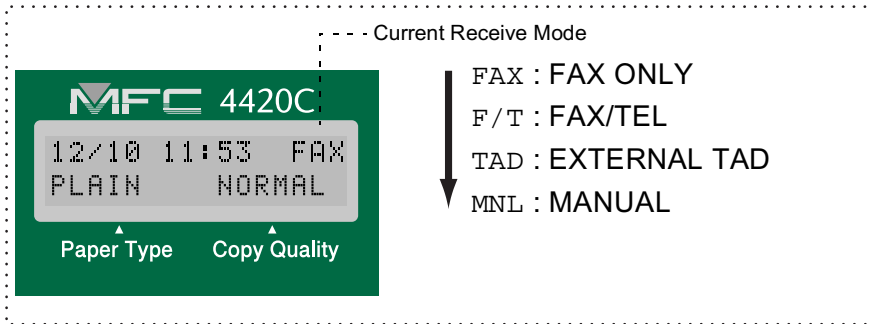 Current Receive Mode
MFC 4420C
12/10 11:53 FAX
PLAIN NORMAL
Paper Type Copy Quality
FAX : FAX ONLY
F/T : FAX/TEL
TAD : EXTERNAL TAD
MNL : MANUAL